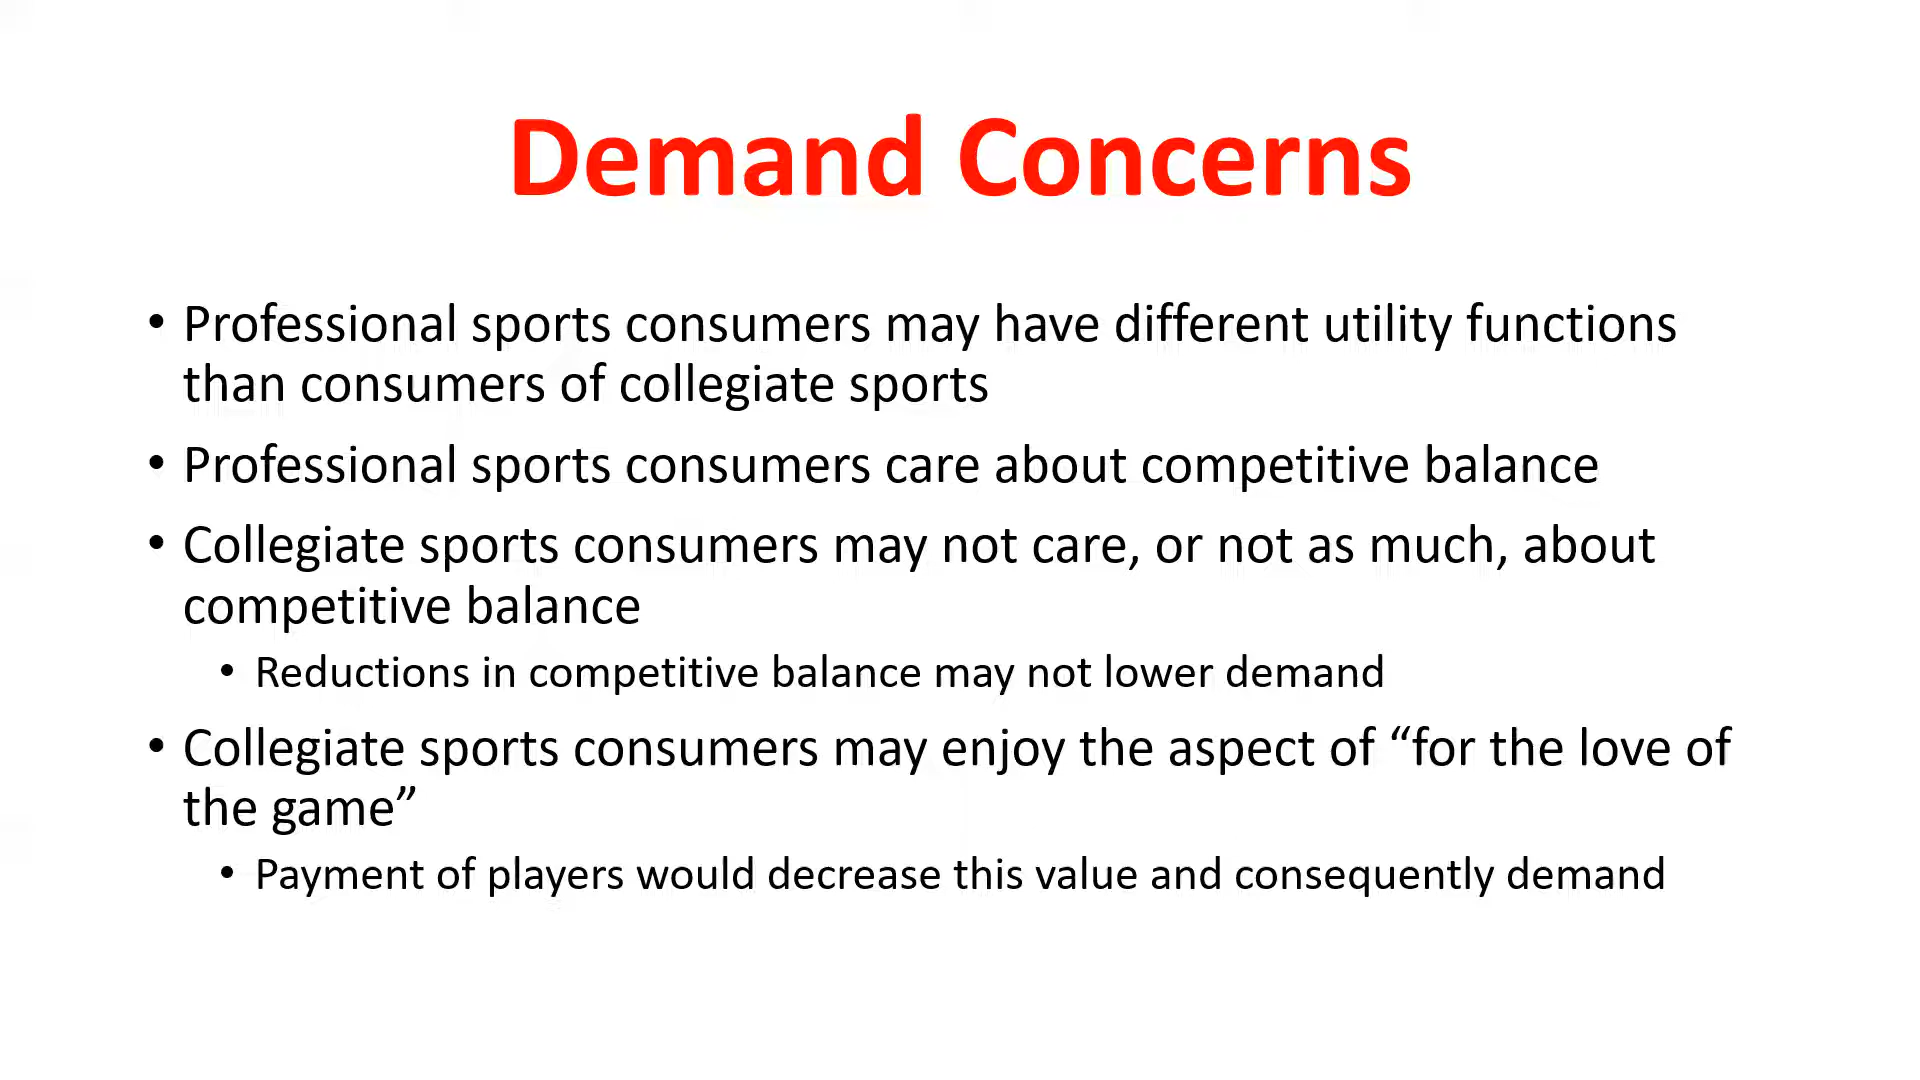 Demand Concerns
• Professional sports consumers may have different utility functions
than consumers of collegiate sports
• Professional sports consumers care about competitive balance
• Collegiate sports consumers may not care, or not as much, about
competitive balance
• Reductions in competitive balance may not lower demand
• Collegiate sports consumers may enjoy the aspect of “for the love of
the game”
• Payment of players would decrease this value and consequently demand